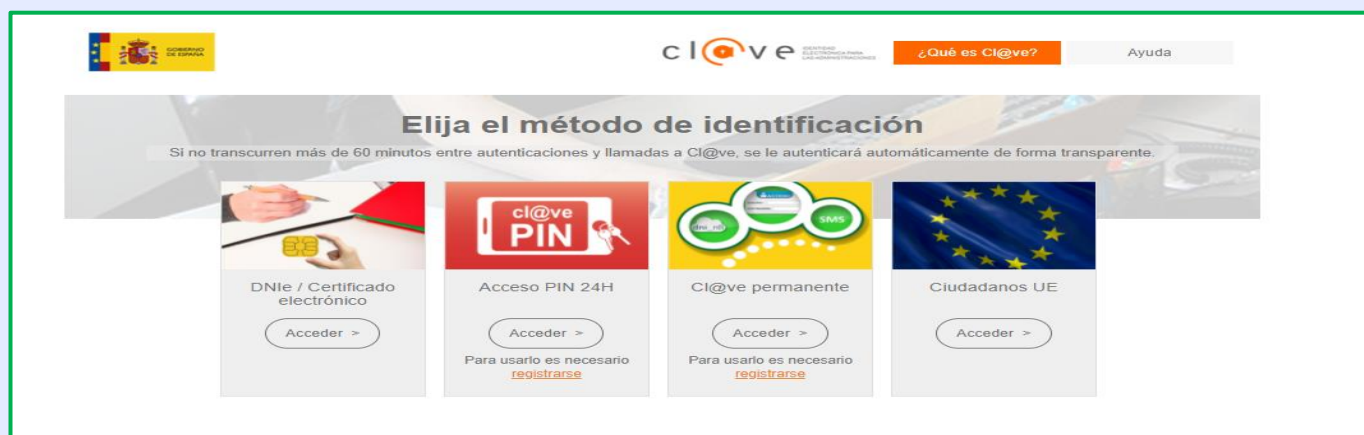 GOBIERNO
DE ESPAÑA
cl@ve
IDENTIDAD
ELECTRÓNICA PARA
LAS ADMINISTRACIONES
¿Qué es Cl@ve?
Ayuda
Elija el método de identificación
Si no transcurren más de 60 minutos entre autenticaciones y llamadas a Cl@ve, se le autenticará automáticamente de forma transparente.
cl@ve
PIN
SMS
DNIe / Certificado
electrónico
Acceder >
Acceso PIN 24H
Acceder >
Para usarlo es necesario
registrarse
Cl@ve permanente
Acceder >
Para usarlo es necesario
registrarse
Ciudadanos UE
Acceder >